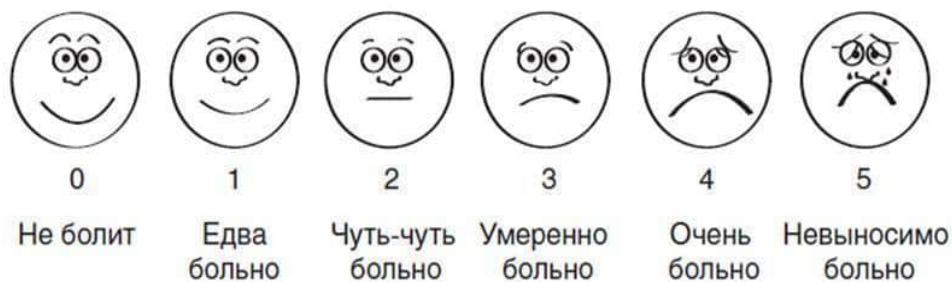 0 1 2 3 4 5
Не болит Едва Чуть-чуть Умеренно Очень Невыносимо
больно больно больно больно больно